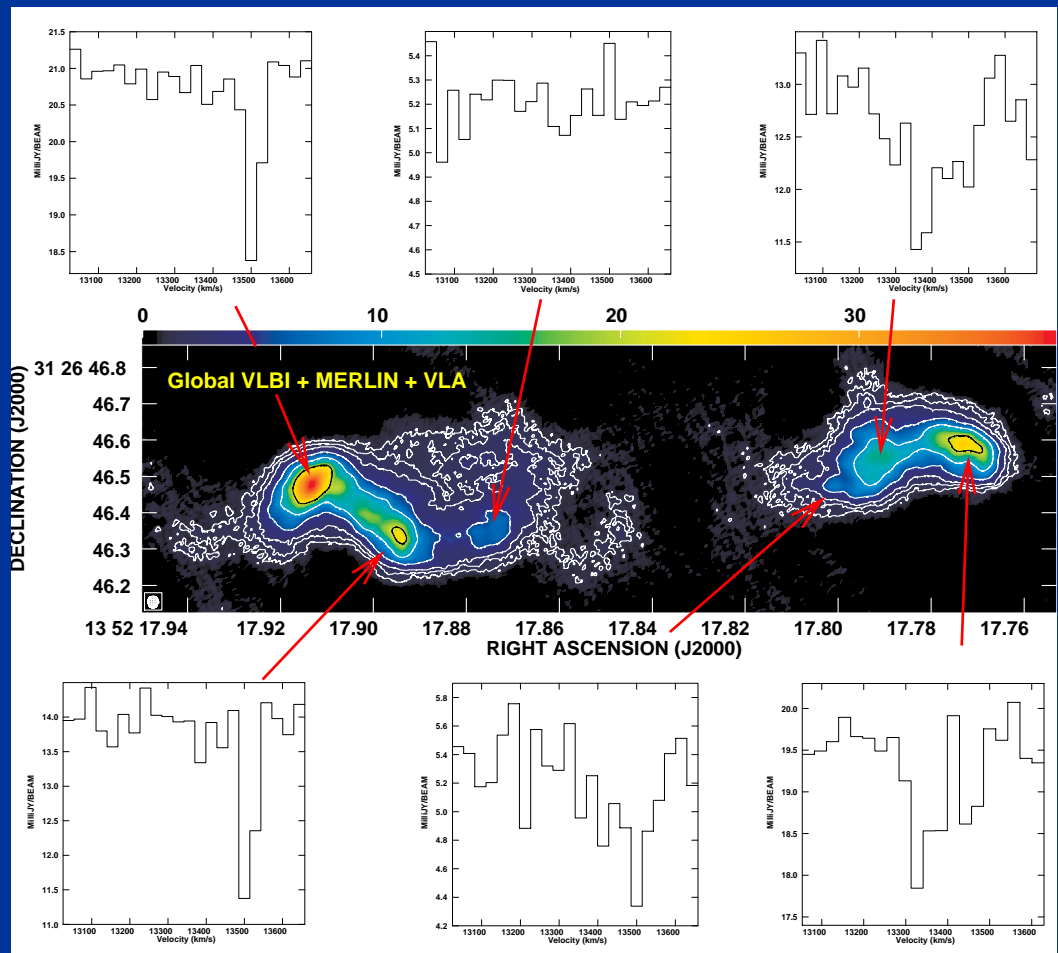 21.5
21.0
20.5
20.0
19.5
19.0
18.5
MilliJY/BEAM
13100 13200 13300 13400 13500 13600
Velocity (km/s)
5.4
5.3
5.2
5.1
5.0
4.9
4.8
4.7
4.6
4.5
MilliJY/BEAM
13100 13200 13300 13400 13500 13600
Velocity (km/s)
13.0
12.5
12.0
11.5
MilliJY/BEAM
13100 13200 13300 13400 13500 13600
Velocity (km/s)
0 10 20 30
Global VLBI + MERLIN + VLA
DECLINATION (J2000)
31 26 46.8
46.7
46.6
46.5
46.4
46.3
46.2
13 52 17.94 17.92 17.90 17.88 17.86 17.84 17.82 17.80 17.78 17.76
RIGHT ASCENSION (J2000)
14.0
13.5
13.0
12.5
12.0
11.5
11.0
MilliJY/BEAM
13100 13200 13300 13400 13500 13600
Velocity (km/s)
5.8
5.6
5.4
5.2
5.0
4.8
4.6
4.4
4.2
MilliJY/BEAM
13100 13200 13300 13400 13500 13600
Velocity (km/s)
20.0
19.5
19.0
18.5
18.0
17.5
MilliJY/BEAM
13100 13200 13300 13400 13500 13600
Velocity (km/s)